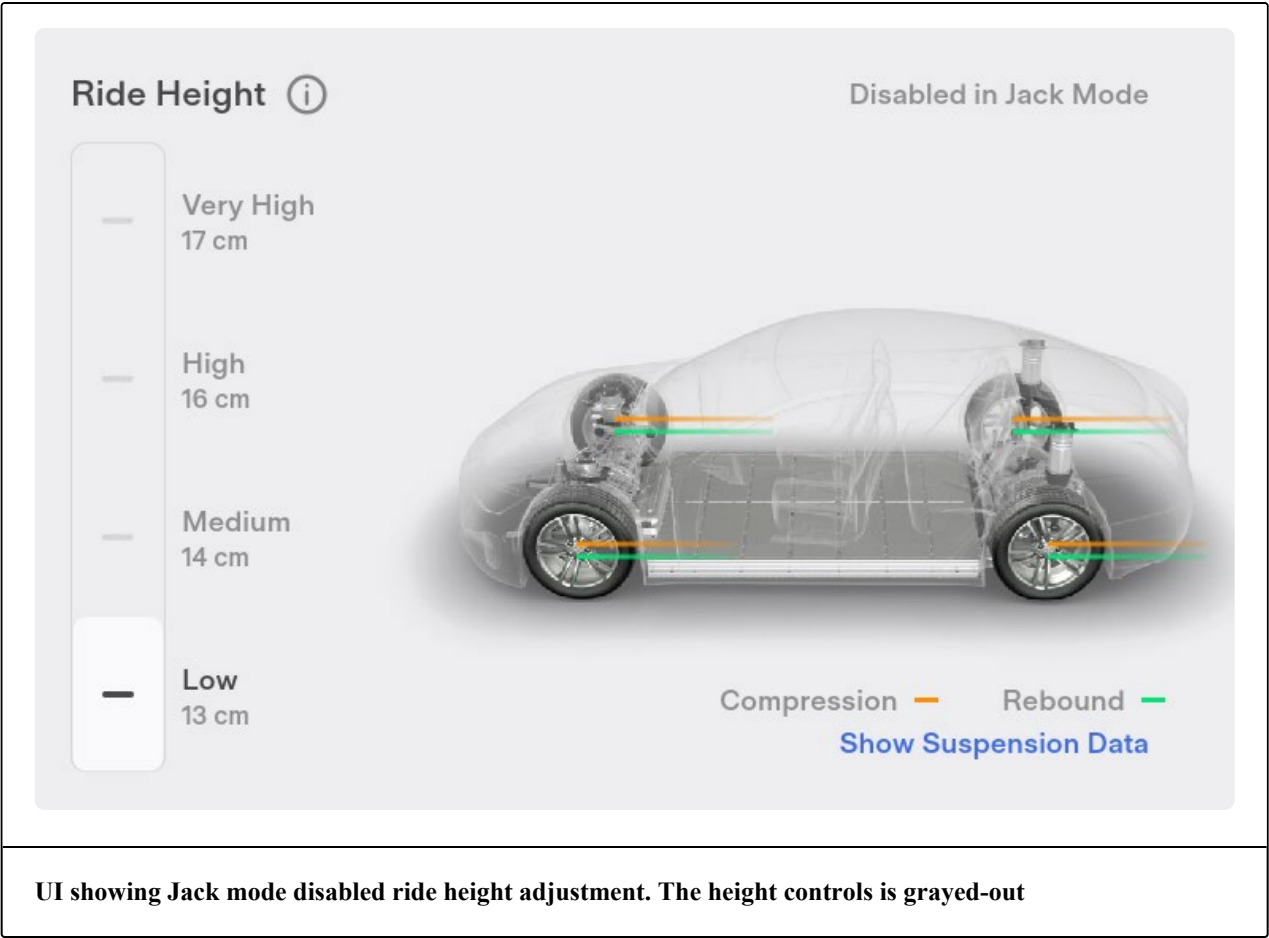 Ride Height
Disabled in Jack Mode
Very High
17 cm
High
16 cm
Medium
14 cm
Low
13 cm
Compression
Rebound
Show Suspension Data
UI showing Jack mode disabled ride height adjustment. The height controls is grayed-out